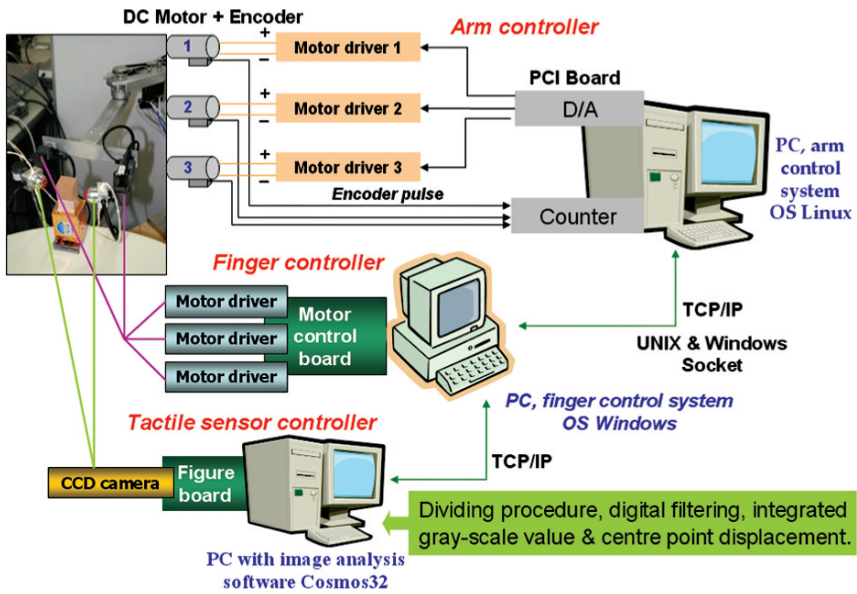 DC Motor + Encoder
Arm controller
1
+
−
Motor driver 1
PCI Board
D/A
2
+
−
Motor driver 2
3
+
−
Motor driver 3
PC, arm
control
system
OS Linux
Encoder pulse
Counter
Finger controller
Motor driver
Motor driver
Motor driver
Motor
control
board
TCP/IP
UNIX & Windows
Socket
PC, finger control system
OS Windows
Tactile sensor controller
CCD camera
Figure
board
TCP/IP
Dividing procedure, digital filtering, integrated
gray-scale value & centre point displacement.
PC with image analysis
software Cosmos32